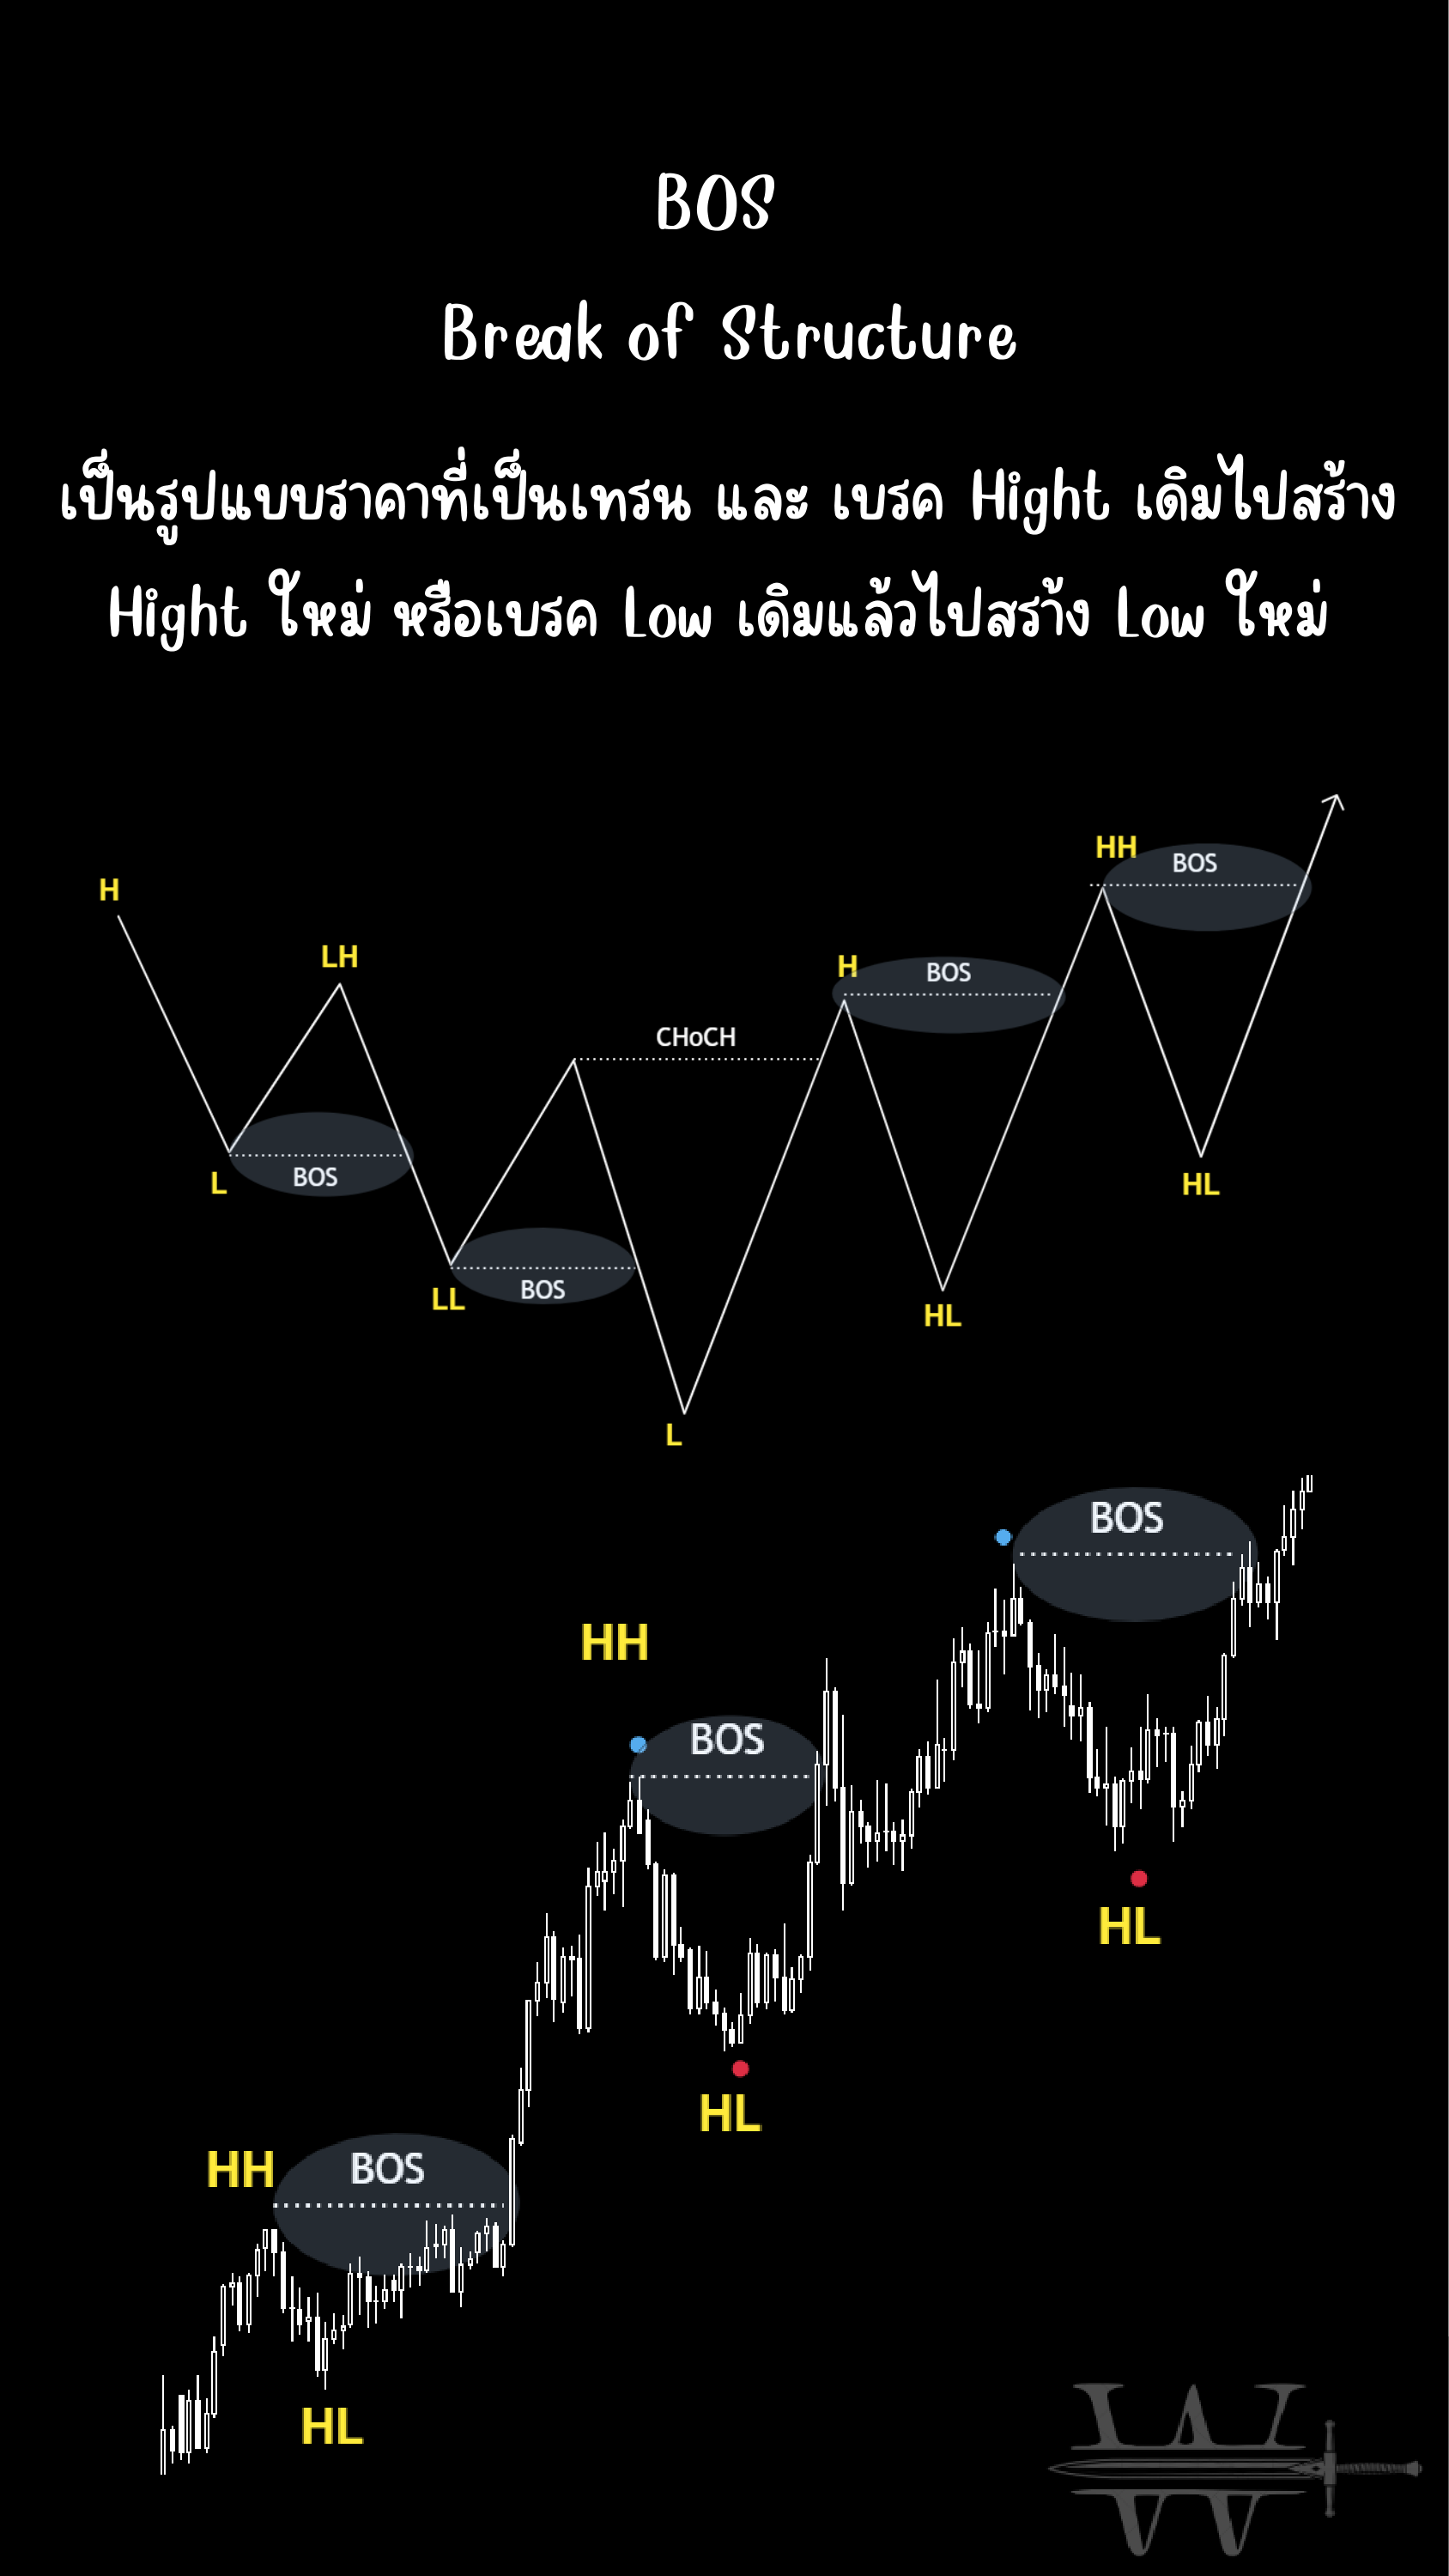 BOS
Break of Structure
เป็นรูปแบบราคาที่เป็นเทรน และ เบรค Hight เดิมไปสร้าง
Hight ใหม่ หรือเบรค Low เดิมแล้วไปสร้าง Low ใหม่
HH
BOS
H
LH
H
BOS
CHoCH
L
BOS
HL
LL
BOS
HL
L
BOS
HH
BOS
HL
HL
HH
BOS
HL
W